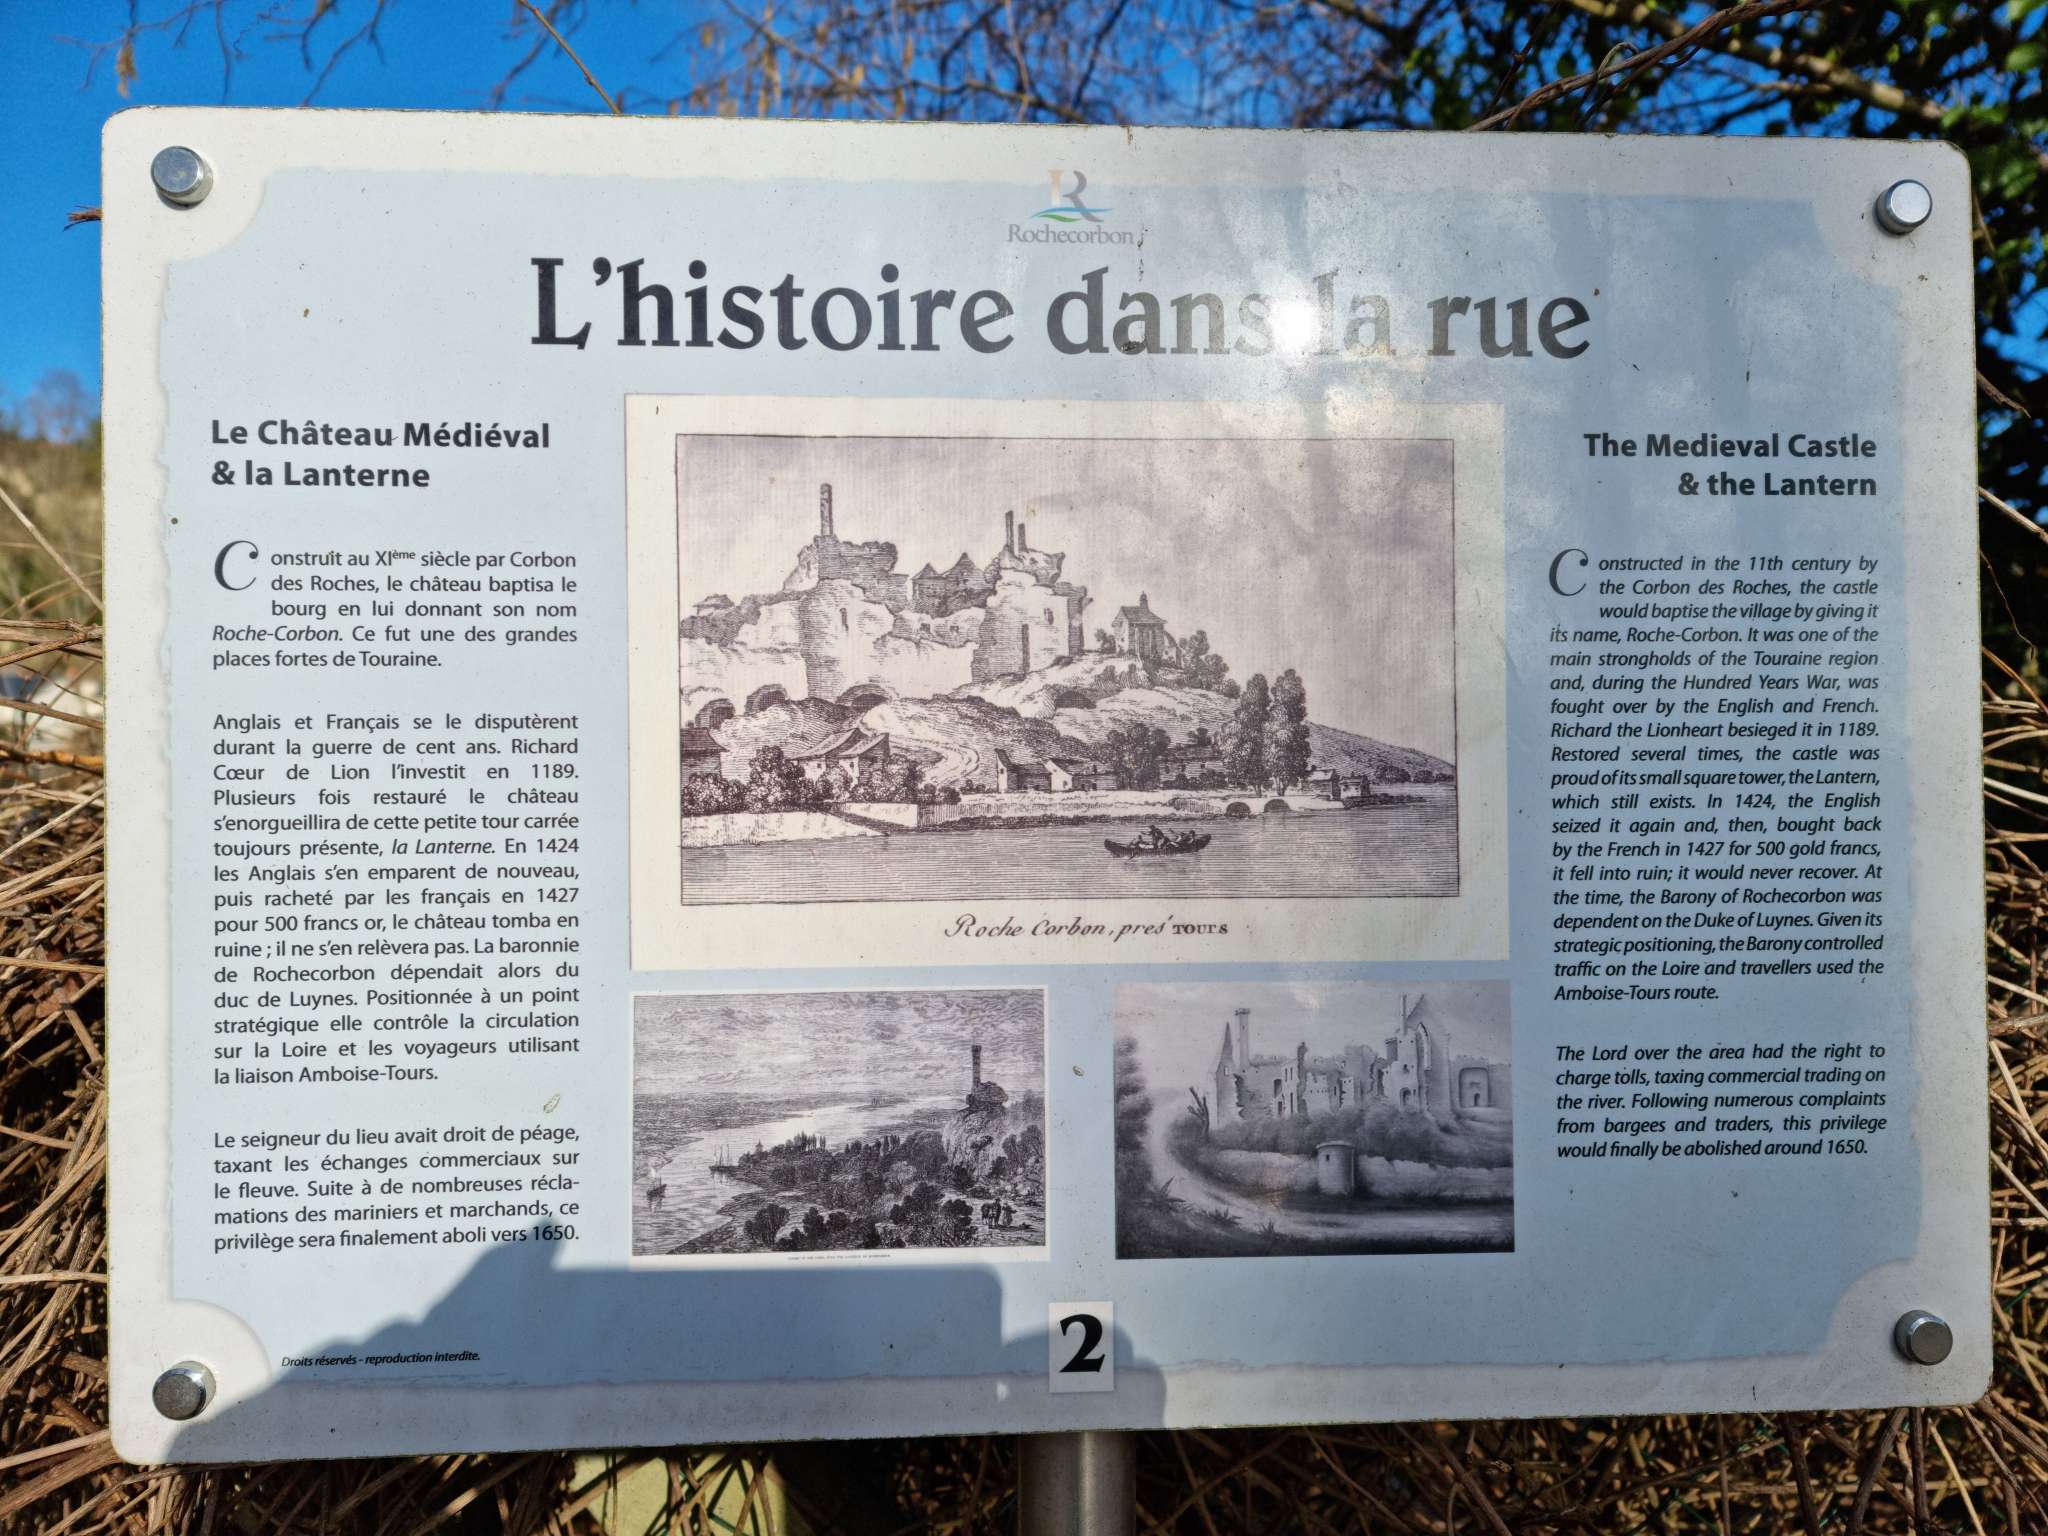 Rochecorbon
L'histoire dans la rue
Le Château Médiéval
& la Lanterne
Construit au XIème siècle par Corbon
des Roches, le château baptisa le
bourg en lui donnant son nom
Roche-Corbon. Ce fut une des grandes
places fortes de Touraine.
Anglais et Français se le disputèrent
durant la guerre de cent ans. Richard
Cœur de Lion l'investit en 1189.
Plusieurs fois restauré le château
s'enorgueillira de cette petite tour carrée
toujours présente, la Lanterne. En 1424
les Anglais s'en emparent de nouveau,
puis racheté par les français en 1427
pour 500 francs or, le château tomba en
ruine ; il ne s'en relèvera pas. La baronnie
de Rochecorbon dépendait alors du
duc de Luynes. Positionnée à un point
stratégique elle contrôle la circulation
sur la Loire et les voyageurs utilisant
la liaison Amboise-Tours.
Le seigneur du lieu avait droit de péage,
taxant les échanges commerciaux sur
le fleuve. Suite à de nombreuses récla-
mations des mariniers et marchands, ce
privilège sera finalement aboli vers 1650.
Droits réservés - reproduction interdite.
Roche Corbon, près TOURS
2
The Medieval Castle
& the Lantern
Constructed in the 11th century by
the Corbon des Roches, the castle
would baptise the village by giving it
its name, Roche-Corbon. It was one of the
main strongholds of the Touraine region
and, during the Hundred Years War, was
fought over by the English and French.
Richard the Lionheart besieged it in 1189.
Restored several times, the castle was
proud of its small square tower, the Lantern,
which still exists. In 1424, the English
seized it again and, then, bought back
by the French in 1427 for 500 gold francs,
it fell into ruin; it would never recover. At
the time, the Barony of Rochecorbon was
dependent on the Duke of Luynes. Given its
strategic positioning, the Barony controlled
traffic on the Loire and travellers used the
Amboise-Tours route.
The Lord over the area had the right to
charge tolls, taxing commercial trading on
the river. Following numerous complaints
from bargees and traders, this privilege
would finally be abolished around 1650.